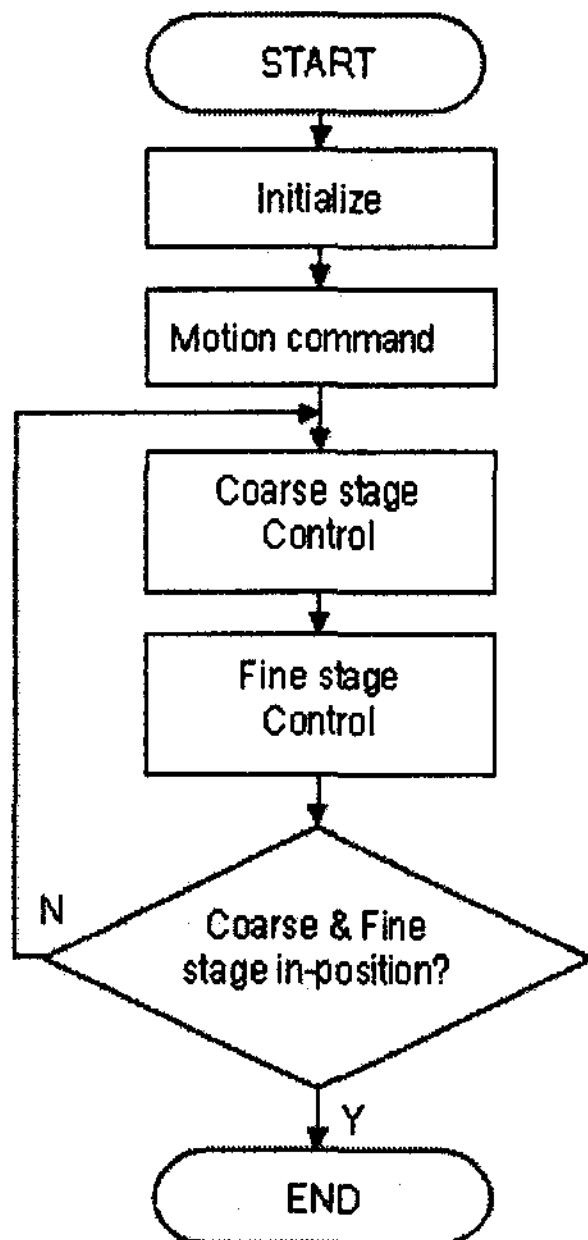 START
Initialize
Motion command
Coarse stage
Control
Fine stage
Control
N
Coarse & Fine
stage in-position?
Y
END